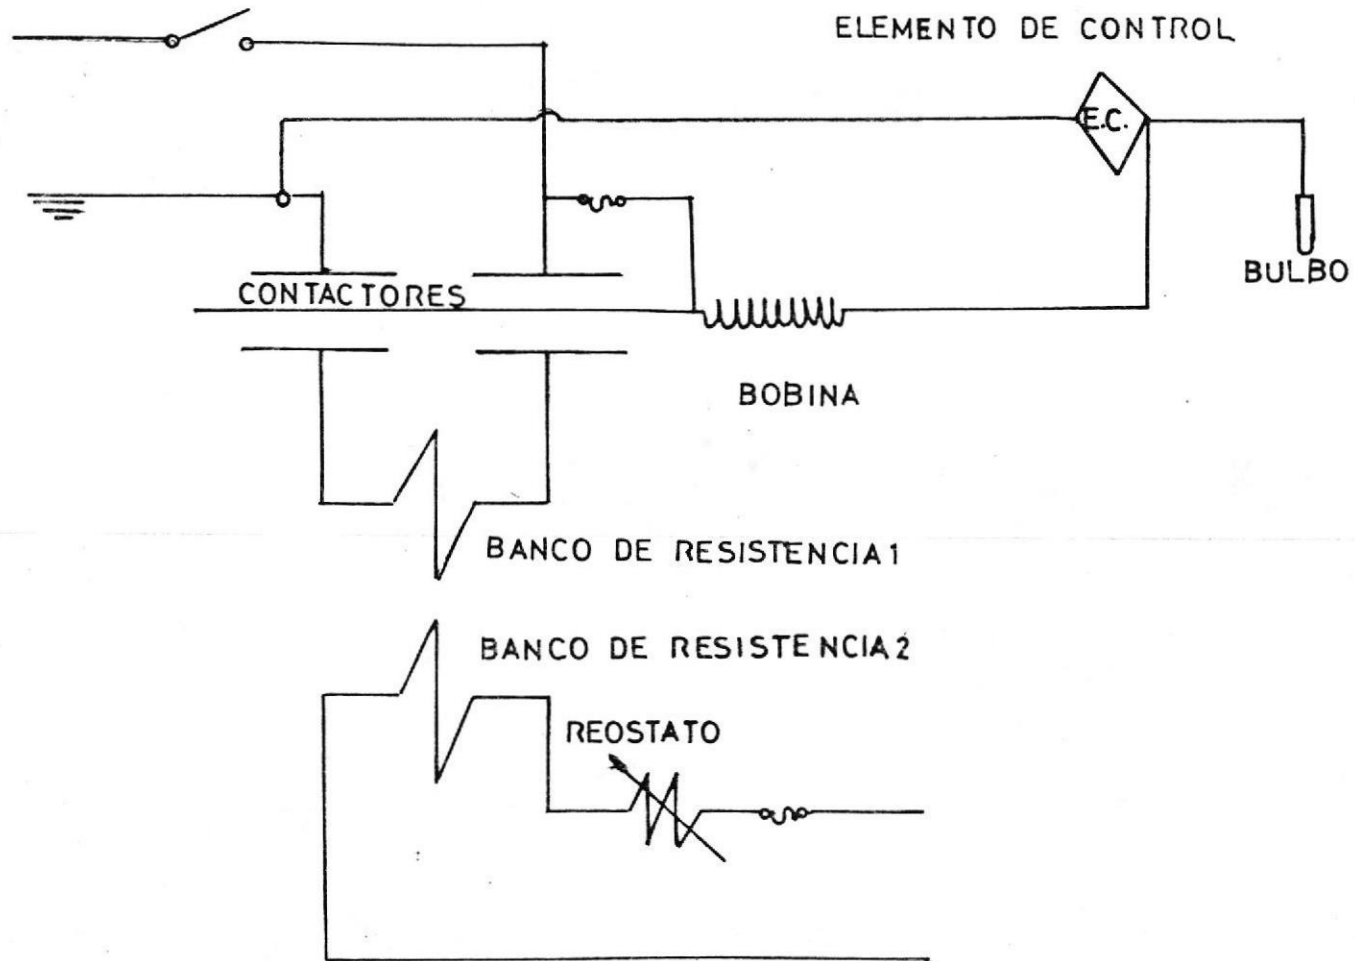 ELEMENTO DE CONTROL
E.C.
BULBO
CONTACTORES
BOBINA
BANCO DE RESISTENCIA 1
BANCO DE RESISTENCIA 2
REOSTATO